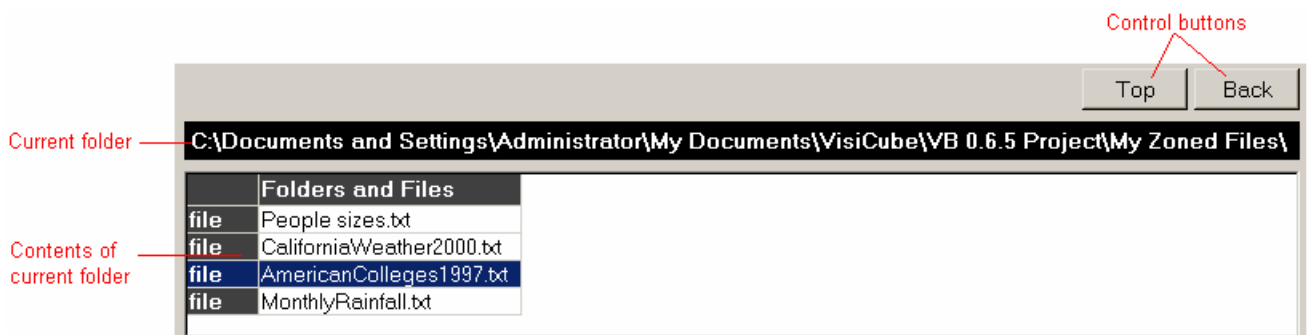 Control buttons
Top Back
Current folder C:\Documents and Settings\Administrator\My Documents\VisiCube\VB 0.6.5 Project\My Zoned Files\
Folders and Files
file People sizes.txt
file CaliforniaWeather2000.txt
Contents of
current folder
file AmericanColleges1997.txt
file MonthlyRainfall.txt